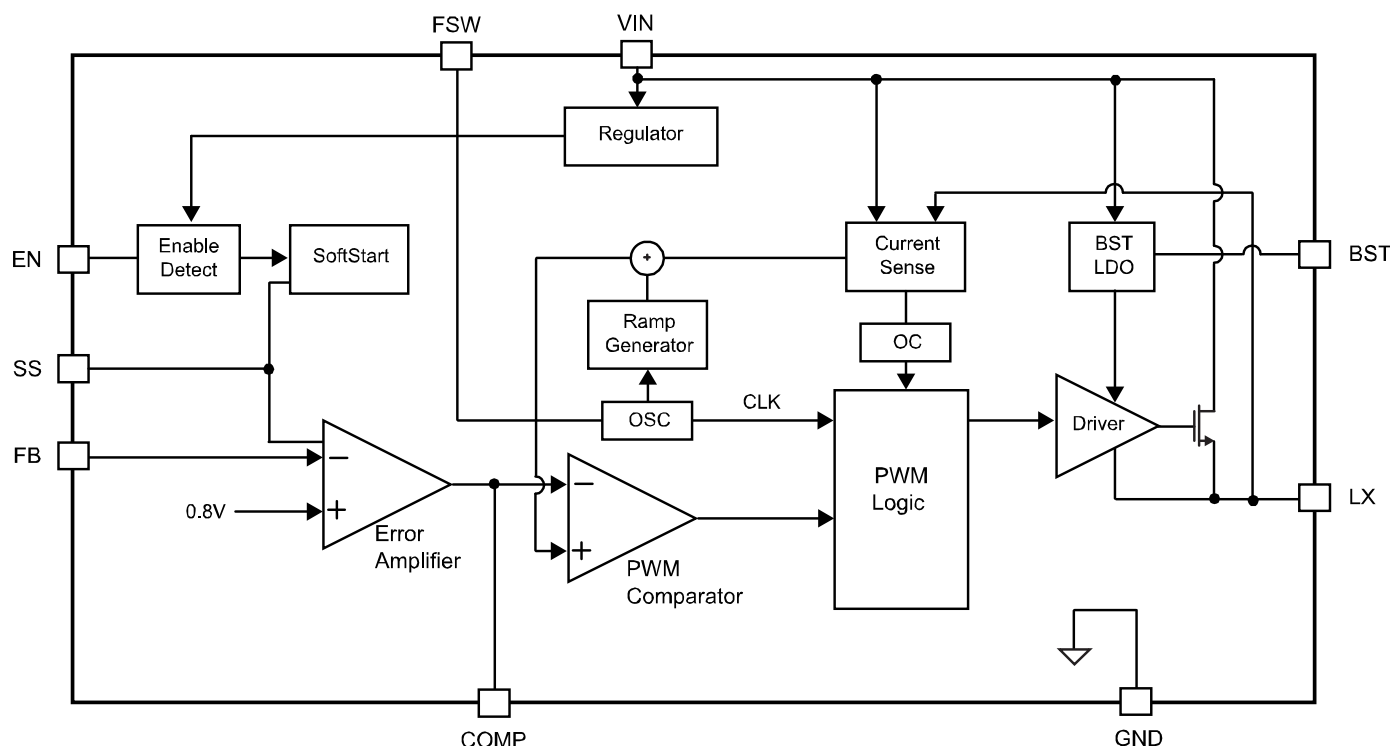 FSW
VIN
Regulator
EN
Enable
Detect
SoftStart
+
Current
Sense
BST
LDO
BST
Ramp
Generator
OC
SS
OSC
CLK
Driver
FB
−
0.8V
+
Error
Amplifier
−
+
PWM
Comparator
PWM
Logic
LX
COMP
GND